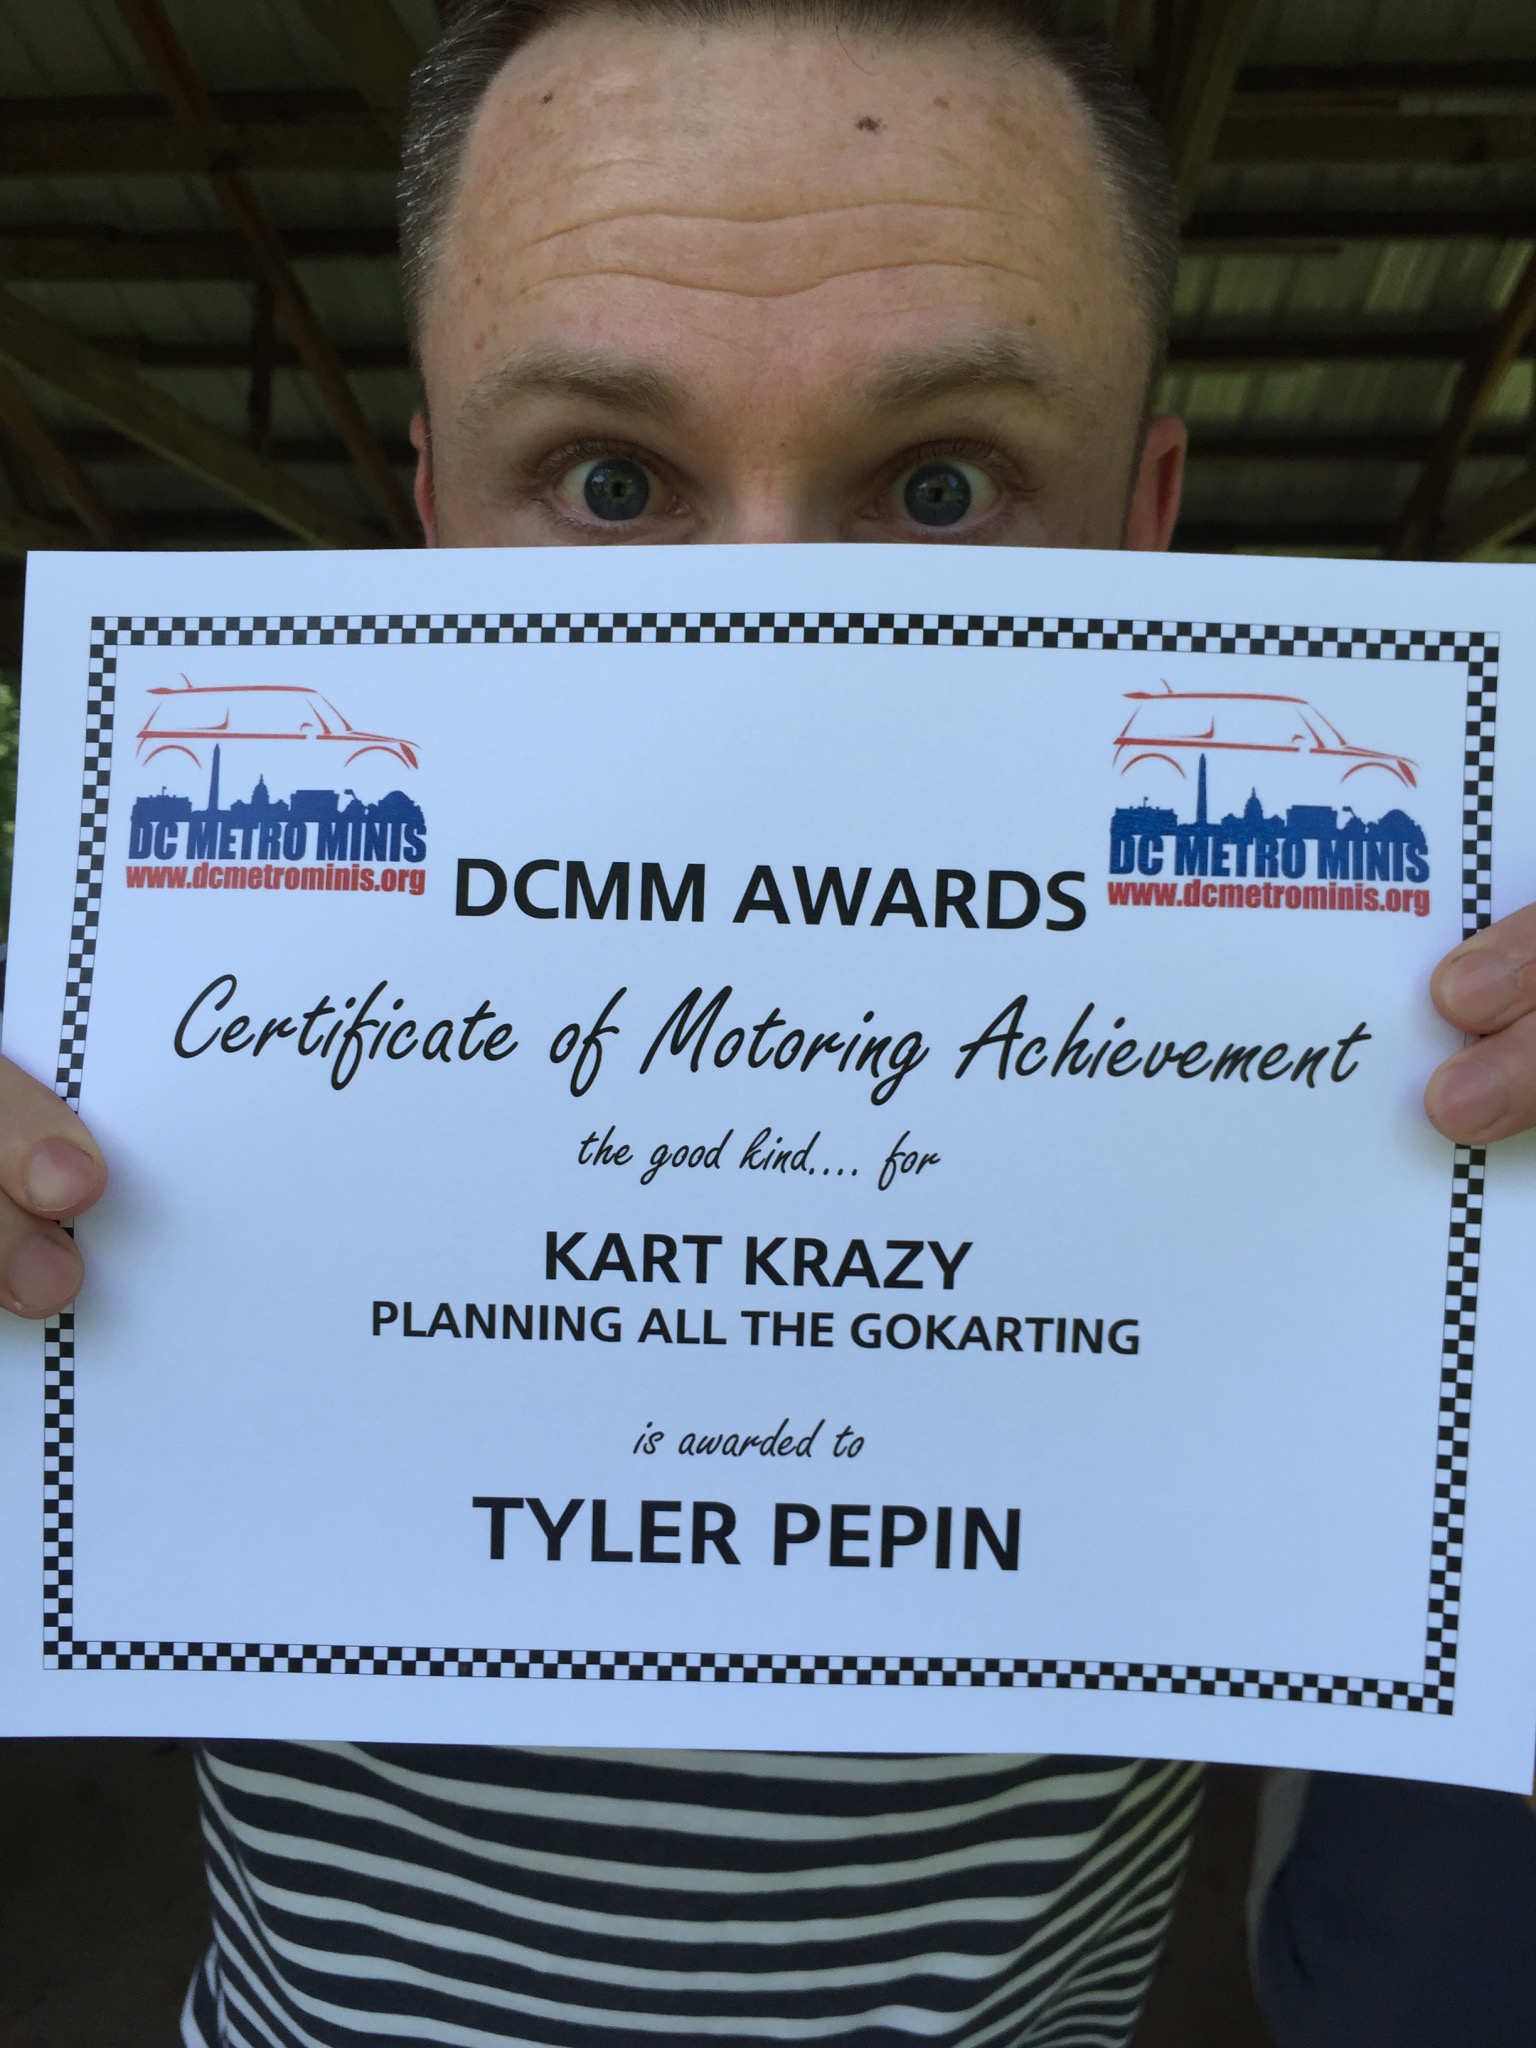 DC METRO MINIS
www.dcmetrominis.org
DC METRO MINIS
www.dcmetrominis.org
DCMM AWARDS
Certificate of Motoring Achievement
the good kind.... for
KART KRAZY
PLANNING ALL THE GOKARTING
is awarded to
TYLER PEPIN